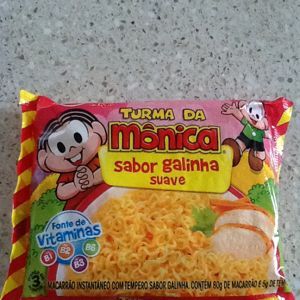 TURMA DA
Mônica
sabor galinha
suave
Fonte de
Vitaminas
B1
B2
B6
B3
MACARRÃO INSTANTÂNEO COM TEMPERO SABOR GALINHA. CONTÉM 80g DE MACARRÃO E 5g DE TEM